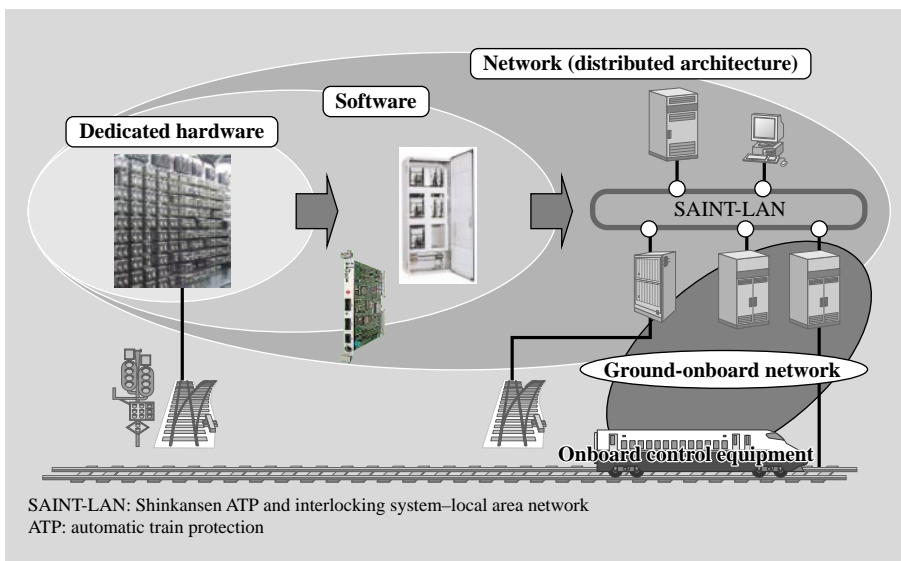 Network (distributed architecture)
Software
Dedicated hardware
SAINT-LAN
Ground-onboard network
Onboard control equipment
SAINT-LAN: Shinkansen ATP and interlocking system–local area network
ATP: automatic train protection